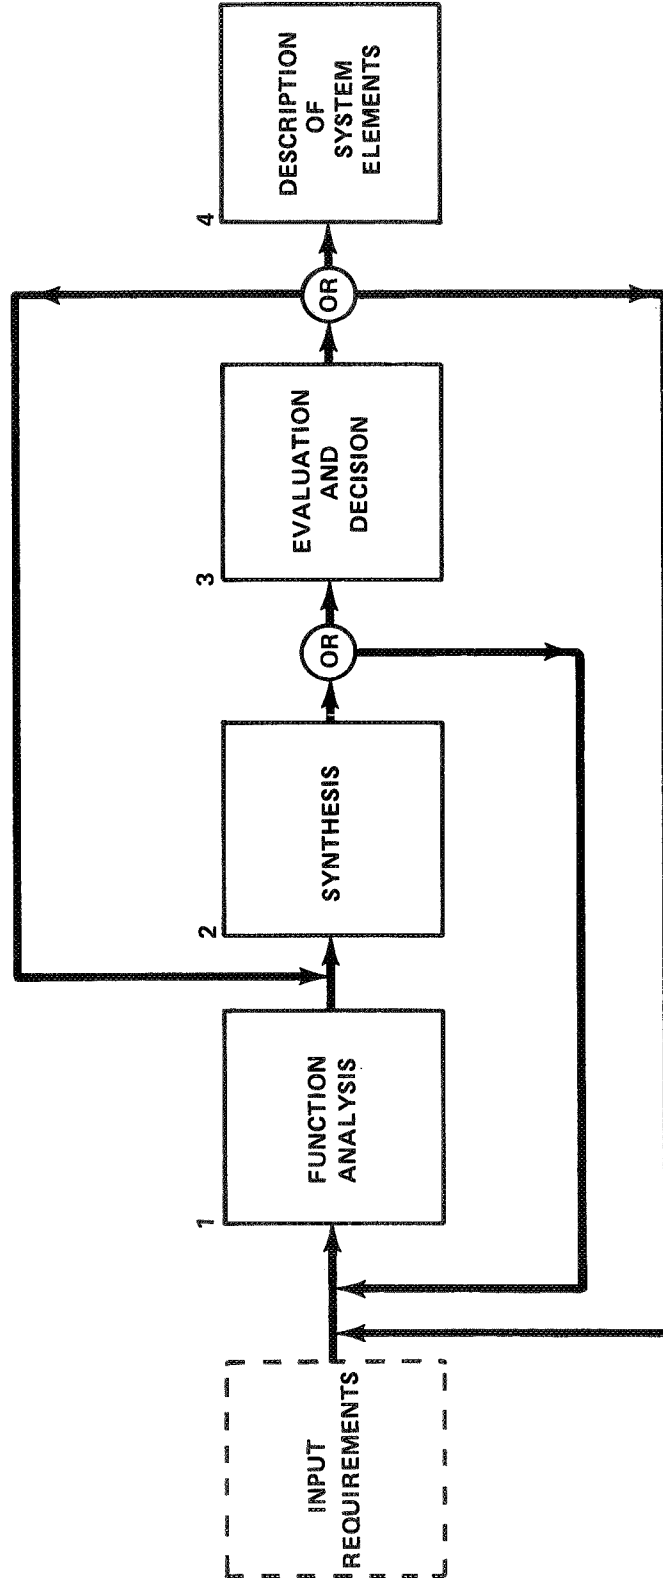 INPUT
REQUIREMENTS
1
FUNCTION
ANALYSIS
2
SYNTHESIS
OR
3
EVALUATION
AND
DECISION
OR
4
DESCRIPTION
OF
SYSTEM
ELEMENTS